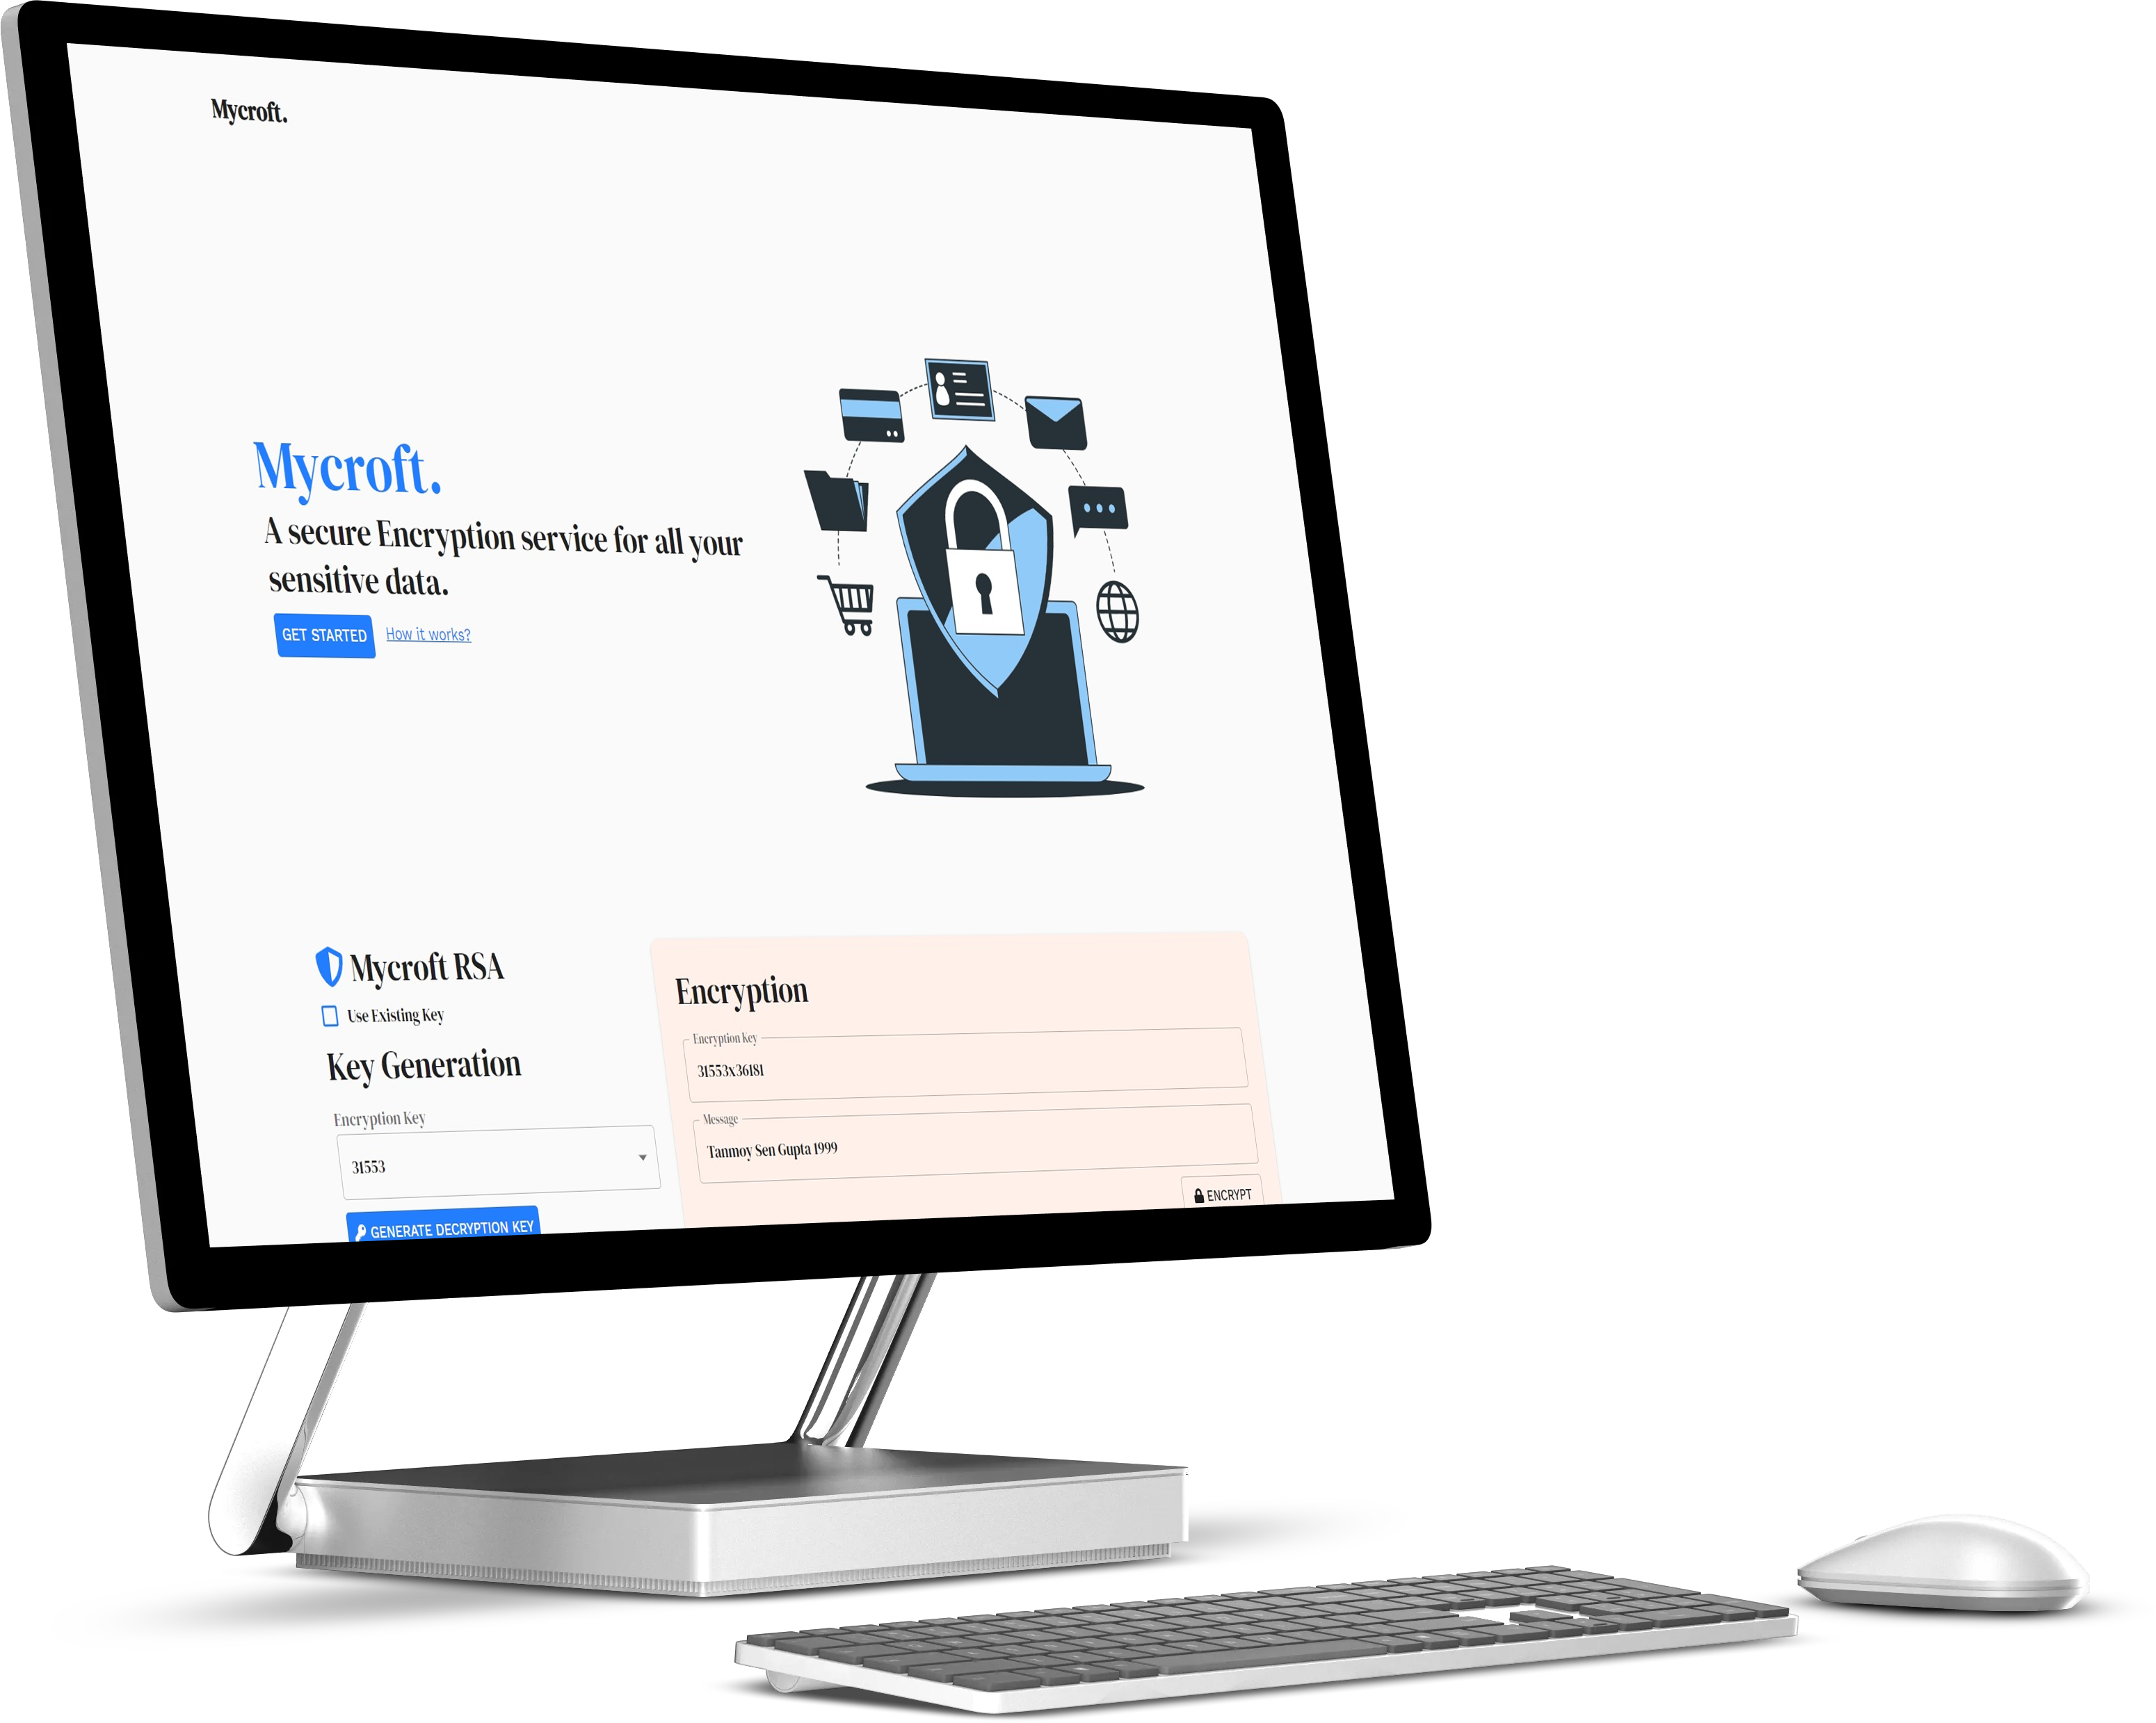 Mycroft.
Mycroft.
A secure Encryption service for all your
sensitive data.
GET STARTED
How it works?
Mycroft RSA
Use Existing Key
Key Generation
Encryption Key
31553
GENERATE DECRYPTION KEY
Encryption
Encryption Key
31553x36181
Message
Tanmoy Sen Gupta 1999
ENCRYPT